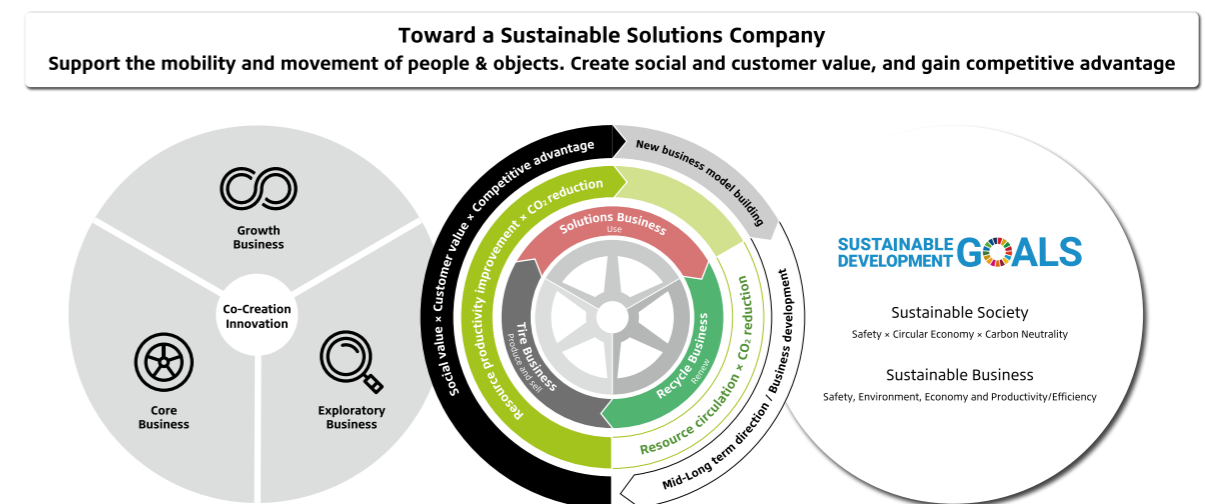 Toward a Sustainable Solutions Company
Support the mobility and movement of people & objects. Create social and customer value, and gain competitive advantage
Growth
Business
Co-Creation
Innovation
Core
Business
Exploratory
Business
Social value × Customer value × Competitive advantage
New business model building
Mid-Long term direction / Business development
Resource productivity improvement × CO₂ reduction
Resource circulation × CO₂ reduction
Solutions Business
Use
Tire Business
Produce and sell
Recycle Business
Renew
SUSTAINABLE
DEVELOPMENT
GOALS
Sustainable Society
Safety × Circular Economy × Carbon Neutrality
Sustainable Business
Safety, Environment, Economy and Productivity/Efficiency